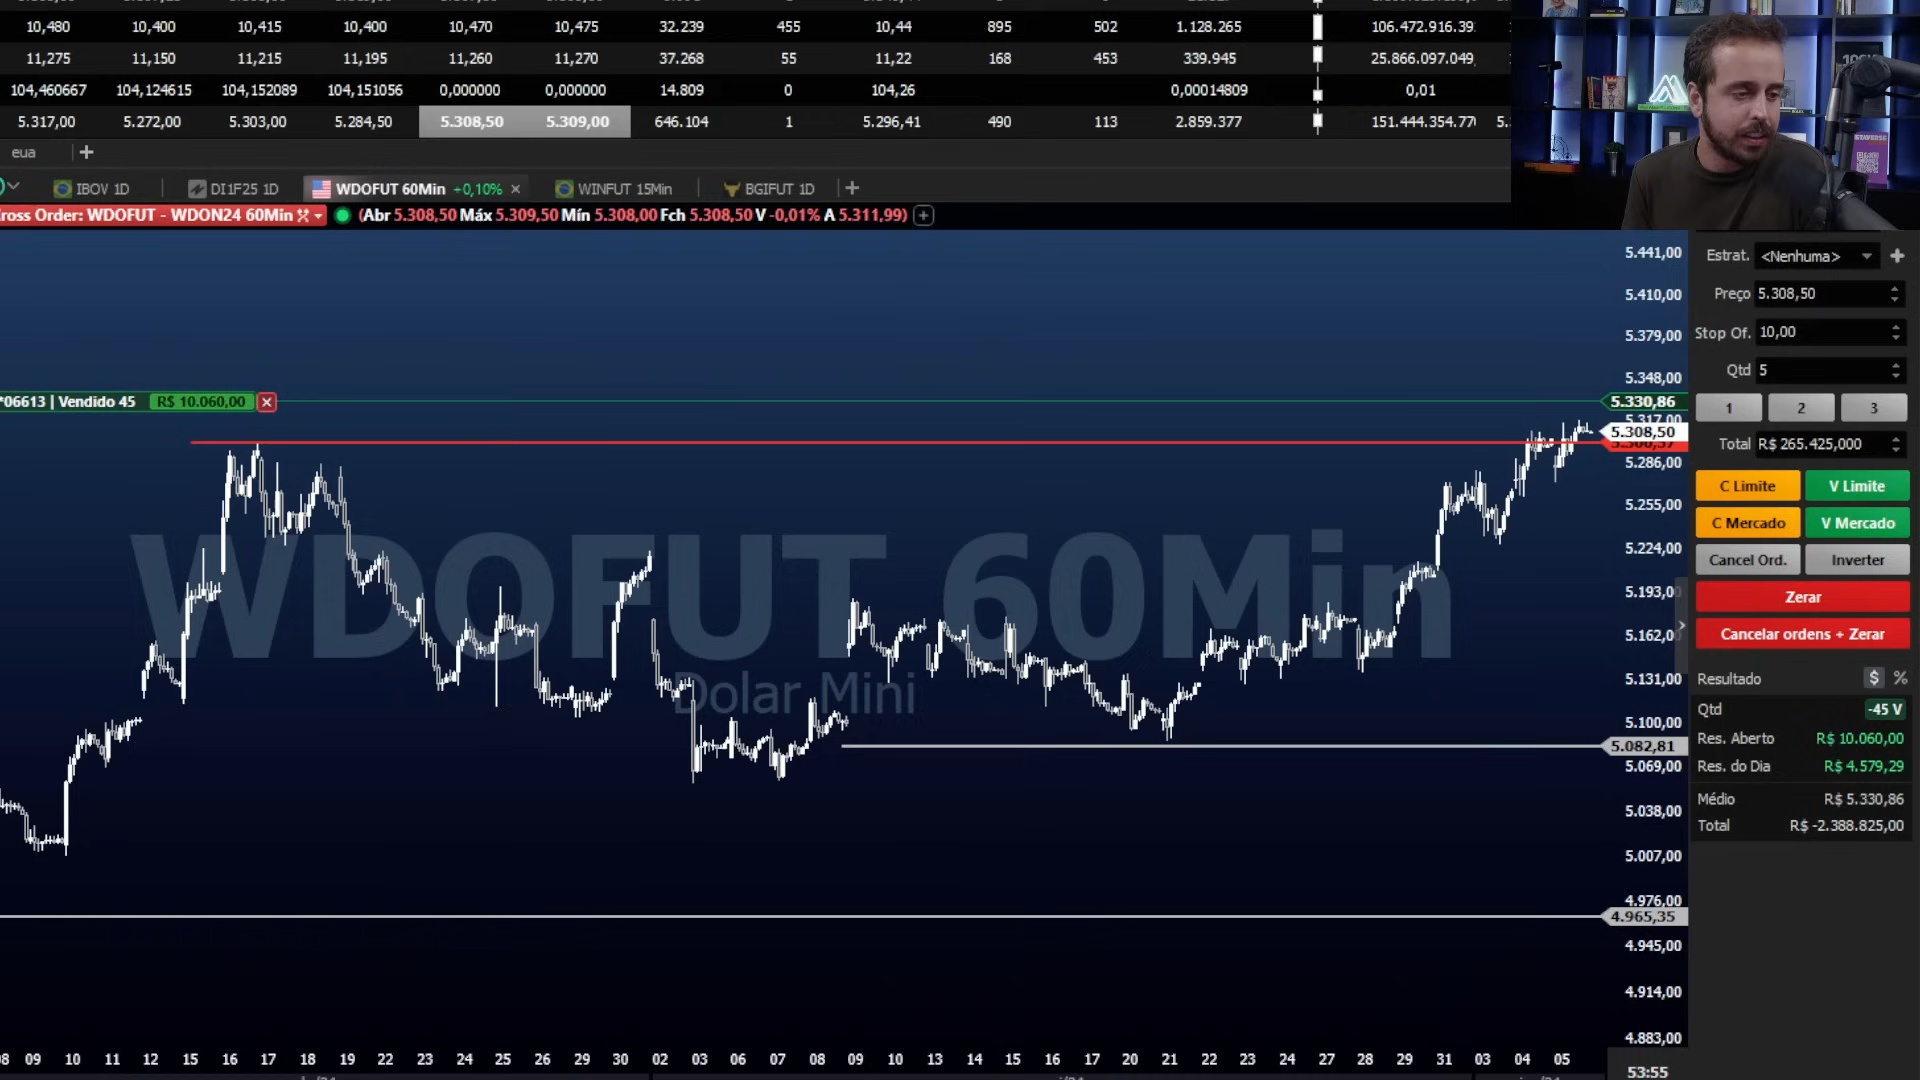 10,480 10,400 10,415 10,400 10,470 10,475 32.239 455 10,44 895 502 1.128.265 106.472.916.39
11,275 11,150 11,215 11,195 11,260 11,270 37.268 55 11,22 168 453 339.945 25.866.097.049,
104,460667 104,124615 104,152089 104,151056 0,000000 0,000000 14.809 0 104,26 0,00014809 0,01
5.317,00 5.272,00 5.303,00 5.284,50 5.308,50 5.309,00 646.104 1 5.296,41 490 113 2.859.377 151.444.354.77 5.
eua +
IBOV 1D DI1F25 1D WDOFUT 60Min +0,10% × WINFUT 15Min BGIFUT 1D +
ross Order: WDOFUT - WDON24 60Min (Abr 5.308,50 Máx 5.309,50 Mín 5.308,00 Fch 5.308,50 V -0,01% A 5.311,99)
5.441,00
Estrat. <Nenhuma> +
5.410,00
Preço 5.308,50
5.379,00
Stop Of. 10,00
Qtd 5
5.348,00
*06613 | Vendido 45 R$ 10.060,00 × 5.330,86
1 2 3
5.317,00
5.308,50
Total R$ 265.425,000
5.286,00
C Limite V Limite
5.255,00
C Mercado V Mercado
5.224,00
Cancel Ord. Inverter
5.193,00
Zerar
WDOFUT 60Min
5.162,00
Cancelar ordens + Zerar
Dolar Mini
5.131,00
Resultado $ %
Qtd -45 V
5.100,00
Res. Aberto R$ 10.060,00
5.082,81
5.069,00
Res. do Dia R$ 4.579,29
Médio R$ 5.330,86
5.038,00
Total R$ -2.388.825,00
5.007,00
4.976,00
4.965,35
4.945,00
4.914,00
4.883,00
08 09 10 11 12 15 16 17 18 19 22 23 24 25 26 29 30 02 03 06 07 08 09 10 13 14 15 16 17 20 21 22 23 24 27 28 29 31 03 04 05
53:55